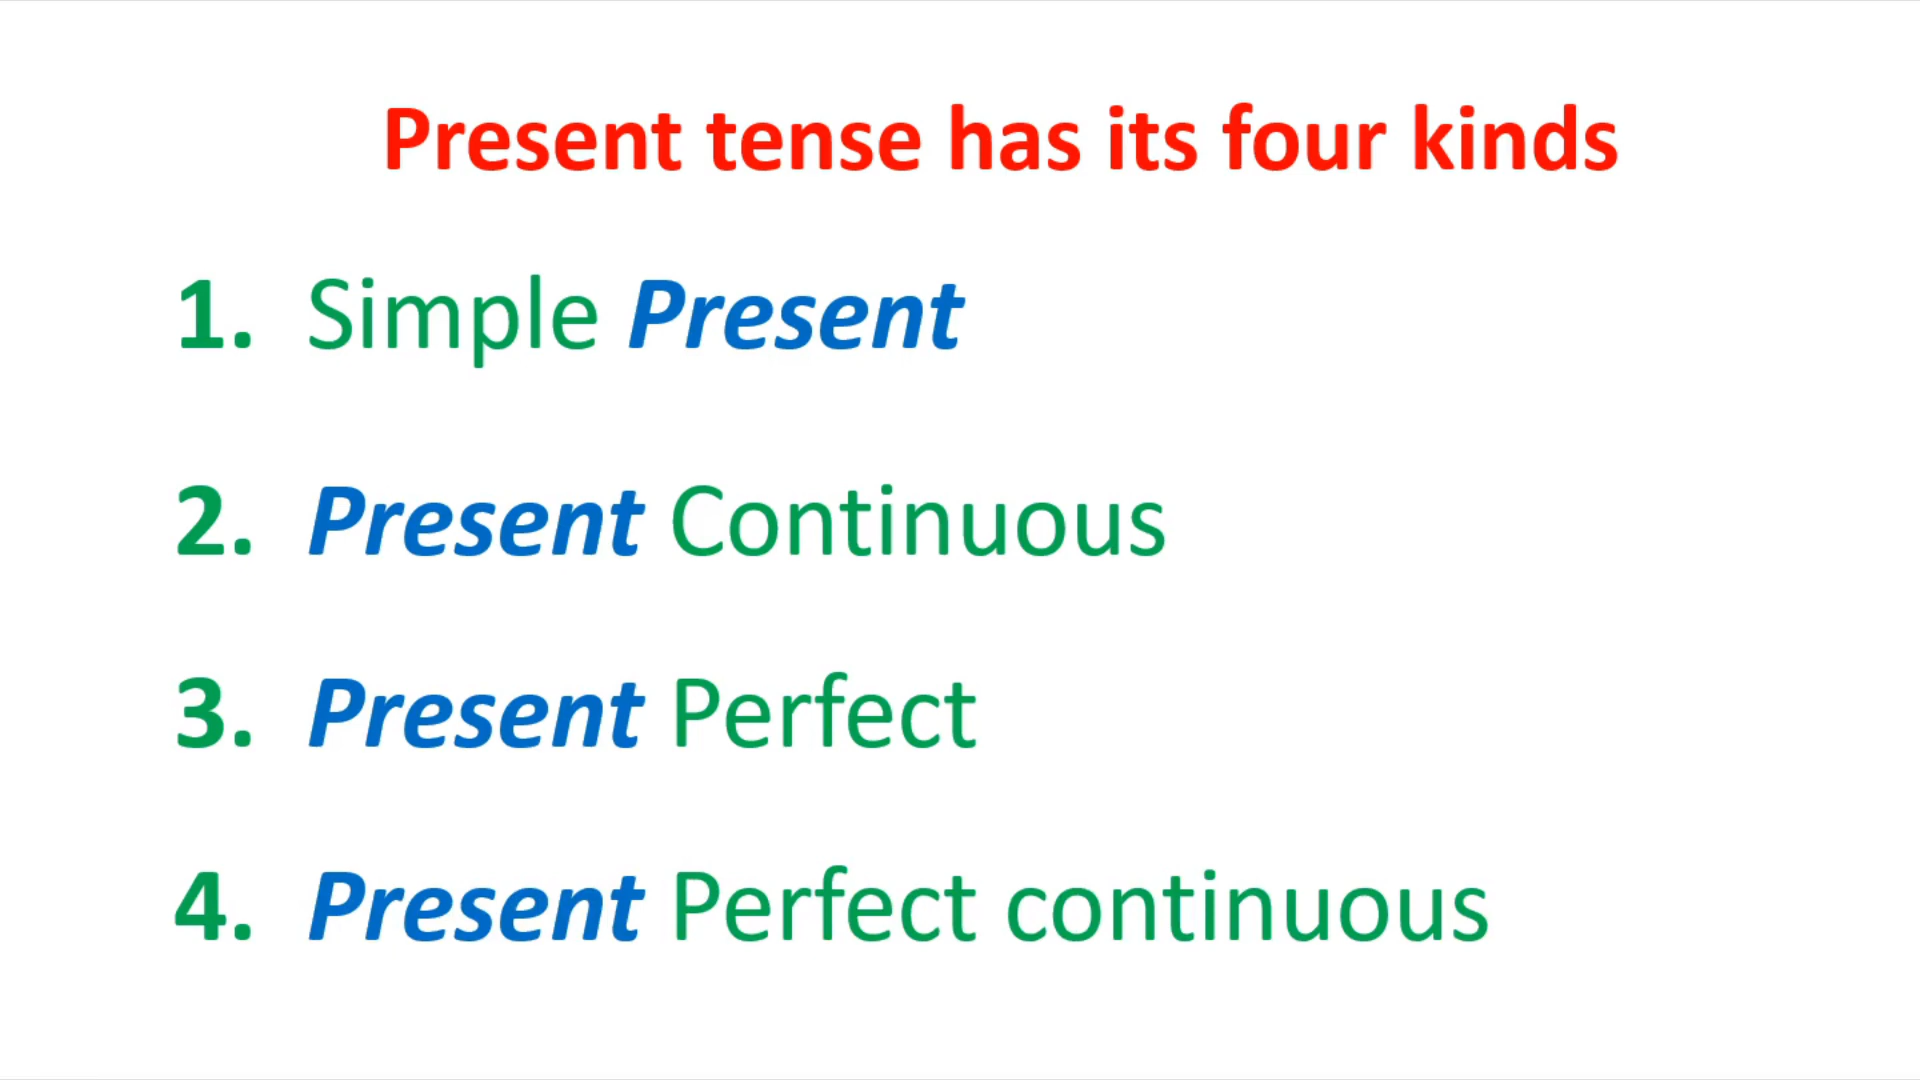 Present tense has its four kinds
1. Simple Present
2. Present Continuous
3. Present Perfect
4. Present Perfect continuous